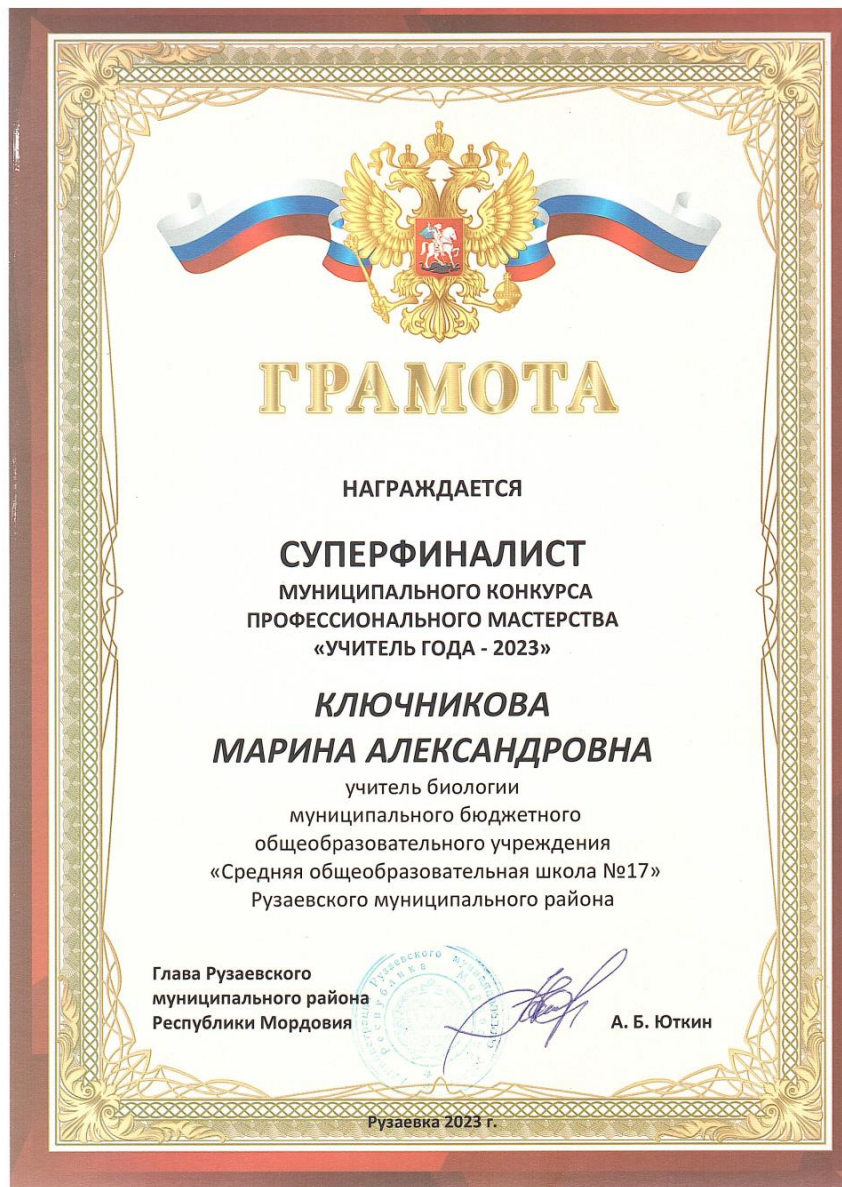 ГРАМОТА
НАГРАЖДАЕТСЯ
СУПЕРФИНАЛИСТ
МУНИЦИПАЛЬНОГО КОНКУРСА
ПРОФЕССИОНАЛЬНОГО МАСТЕРСТВА
«УЧИТЕЛЬ ГОДА - 2023»
КЛЮЧНИКОВА
МАРИНА АЛЕКСАНДРОВНА
учитель биологии
муниципального бюджетного
общеобразовательного учреждения
«Средняя общеобразовательная школа №17»
Рузаевского муниципального района
Глава Рузаевского
муниципального района
Республики Мордовия
А. Б. Юткин
Рузаевка 2023 г.